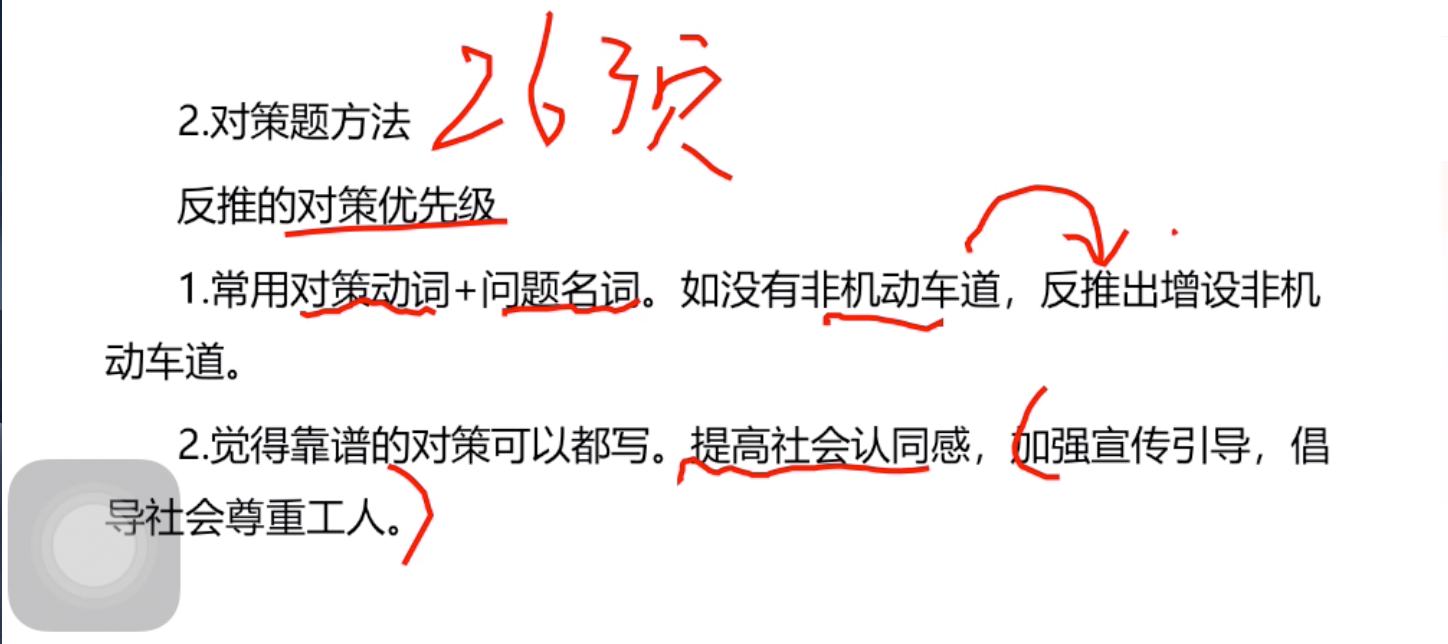 2.对策题方法 263页
反推的对策优先级
1.常用对策动词+问题名词。如没有非机动车道，反推出增设非机
动车道。
2.觉得靠谱的对策可以都写。提高社会认同感，加强宣传引导，倡
导社会尊重工人。